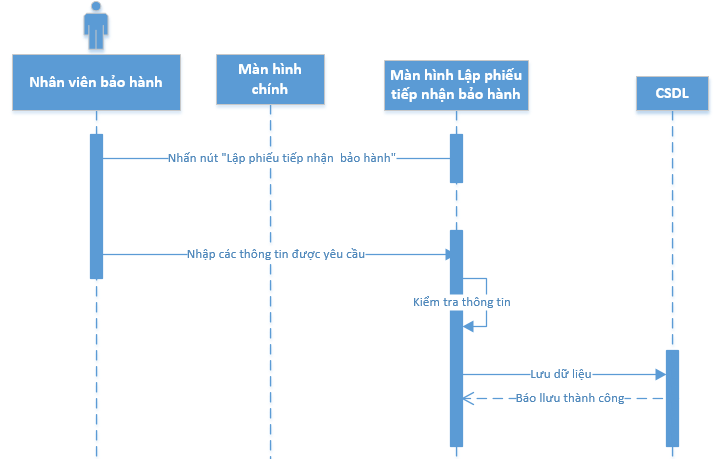 Nhân viên bảo hành
Màn hình
chính
Màn hình Lập phiếu
tiếp nhận bảo hành
CSDL
Nhấn nút "Lập phiếu tiếp nhận bảo hành"
Nhập các thông tin được yêu cầu
Kiểm tra thông tin
Lưu dữ liệu
Báo llưu thành công